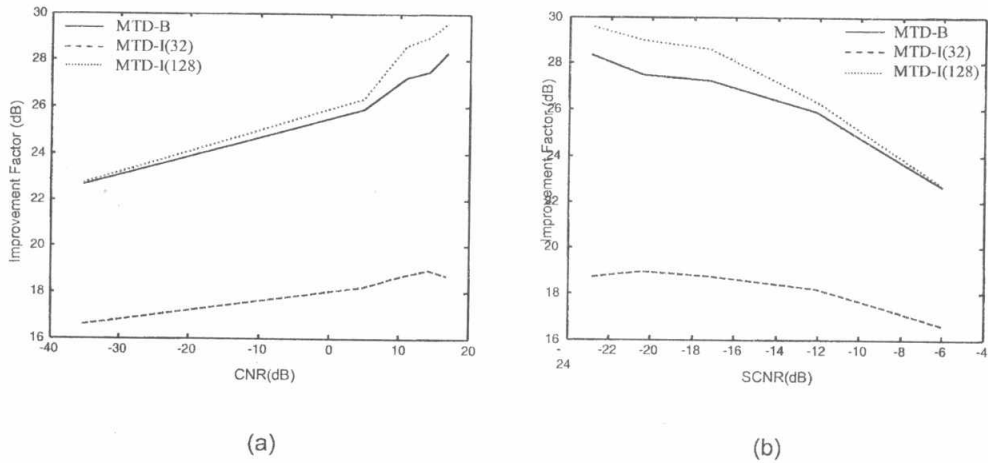 30
28
26
24
22
20
18
16
Improvement Factor (dB)
MTD-B
MTD-I(32)
MTD-I(128)
-40
-30
-20
-10
0
10
20
CNR(dB)
(a)
30
28
26
24
22
20
18
16
Improvement Factor (dB)
MTD-B
MTD-I(32)
MTD-I(128)
-
24
-22
-20
-18
-16
-14
-12
-10
-8
-6
-4
SCNR(dB)
(b)